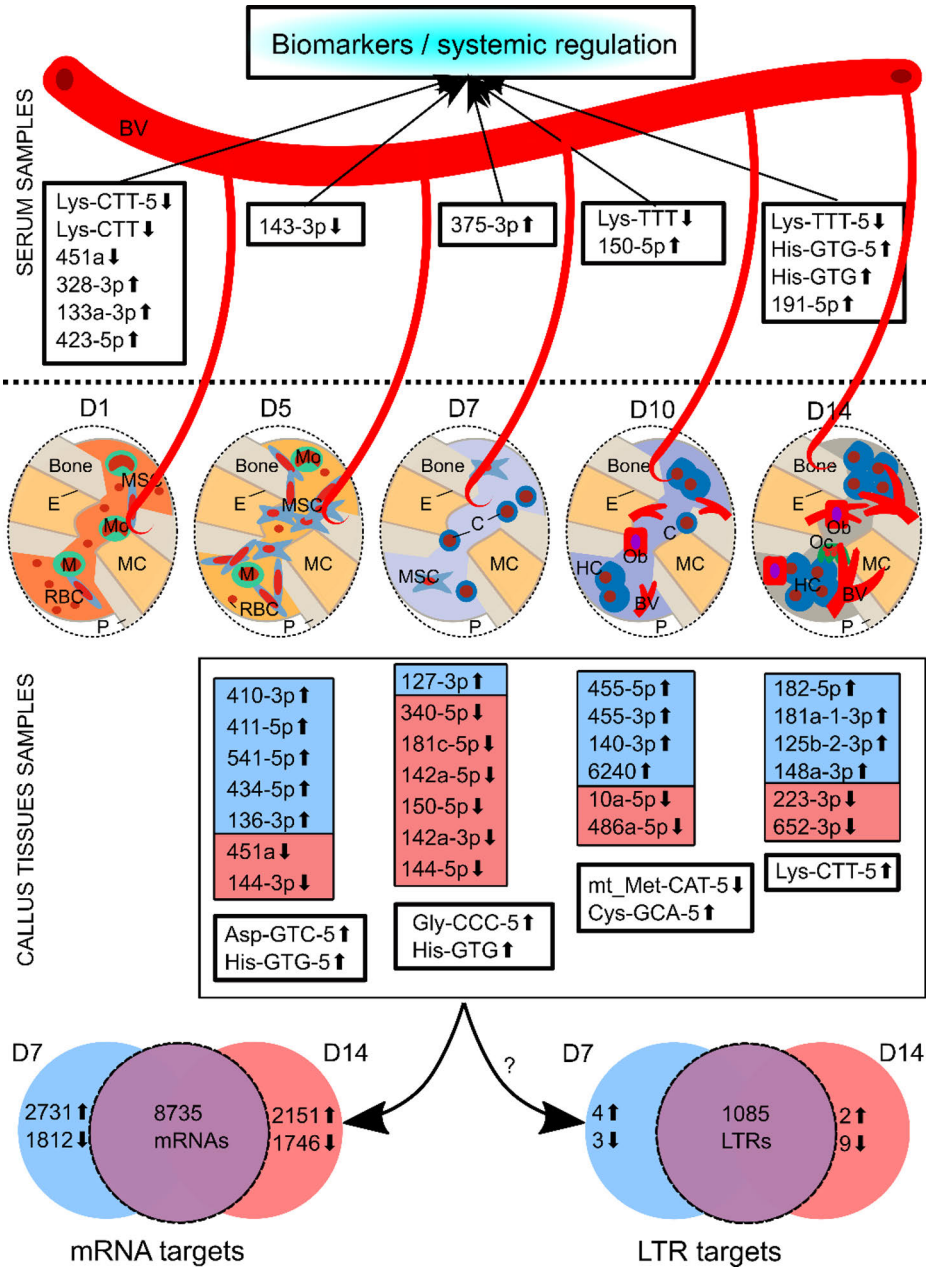 Biomarkers / systemic regulation
SERUM SAMPLES
BV
Lys-CTT-5⬇
Lys-CTT⬇
451a⬇
328-3p⬆
133a-3p⬆
423-5p⬆
143-3p⬇
375-3p⬆
Lys-TTT⬇
150-5p⬆
Lys-TTT-5⬇
His-GTG-5⬆
His-GTG⬆
191-5p⬆
D1
D5
D7
D10
D14
Bone
MSC
E
Mo
M
MC
RBC
P
Bone
Mo
E
MSC
M
MC
RBC
P
Bone
E
C
MSC
MC
P
Bone
E
C
Ob
HC
MC
BV
P
Bone
E
Ob
Oc
HC
MC
BV
P
CALLUS TISSUES SAMPLES
410-3p⬆
411-5p⬆
541-5p⬆
434-5p⬆
136-3p⬆
451a⬇
144-3p⬇
Asp-GTC-5⬆
His-GTG-5⬆
127-3p⬆
340-5p⬇
181c-5p⬇
142a-5p⬇
150-5p⬇
142a-3p⬇
144-5p⬇
Gly-CCC-5⬆
His-GTG⬆
455-5p⬆
455-3p⬆
140-3p⬆
6240⬆
10a-5p⬇
486a-5p⬇
mt_Met-CAT-5⬇
Cys-GCA-5⬆
182-5p⬆
181a-1-3p⬆
125b-2-3p⬆
148a-3p⬆
223-3p⬇
652-3p⬇
Lys-CTT-5⬆
D7
D14
2731⬆
1812⬇
8735
mRNAs
2151⬆
1746⬇
mRNA targets
?
D7
D14
4⬆
3⬇
1085
LTRs
2⬆
9⬇
LTR targets